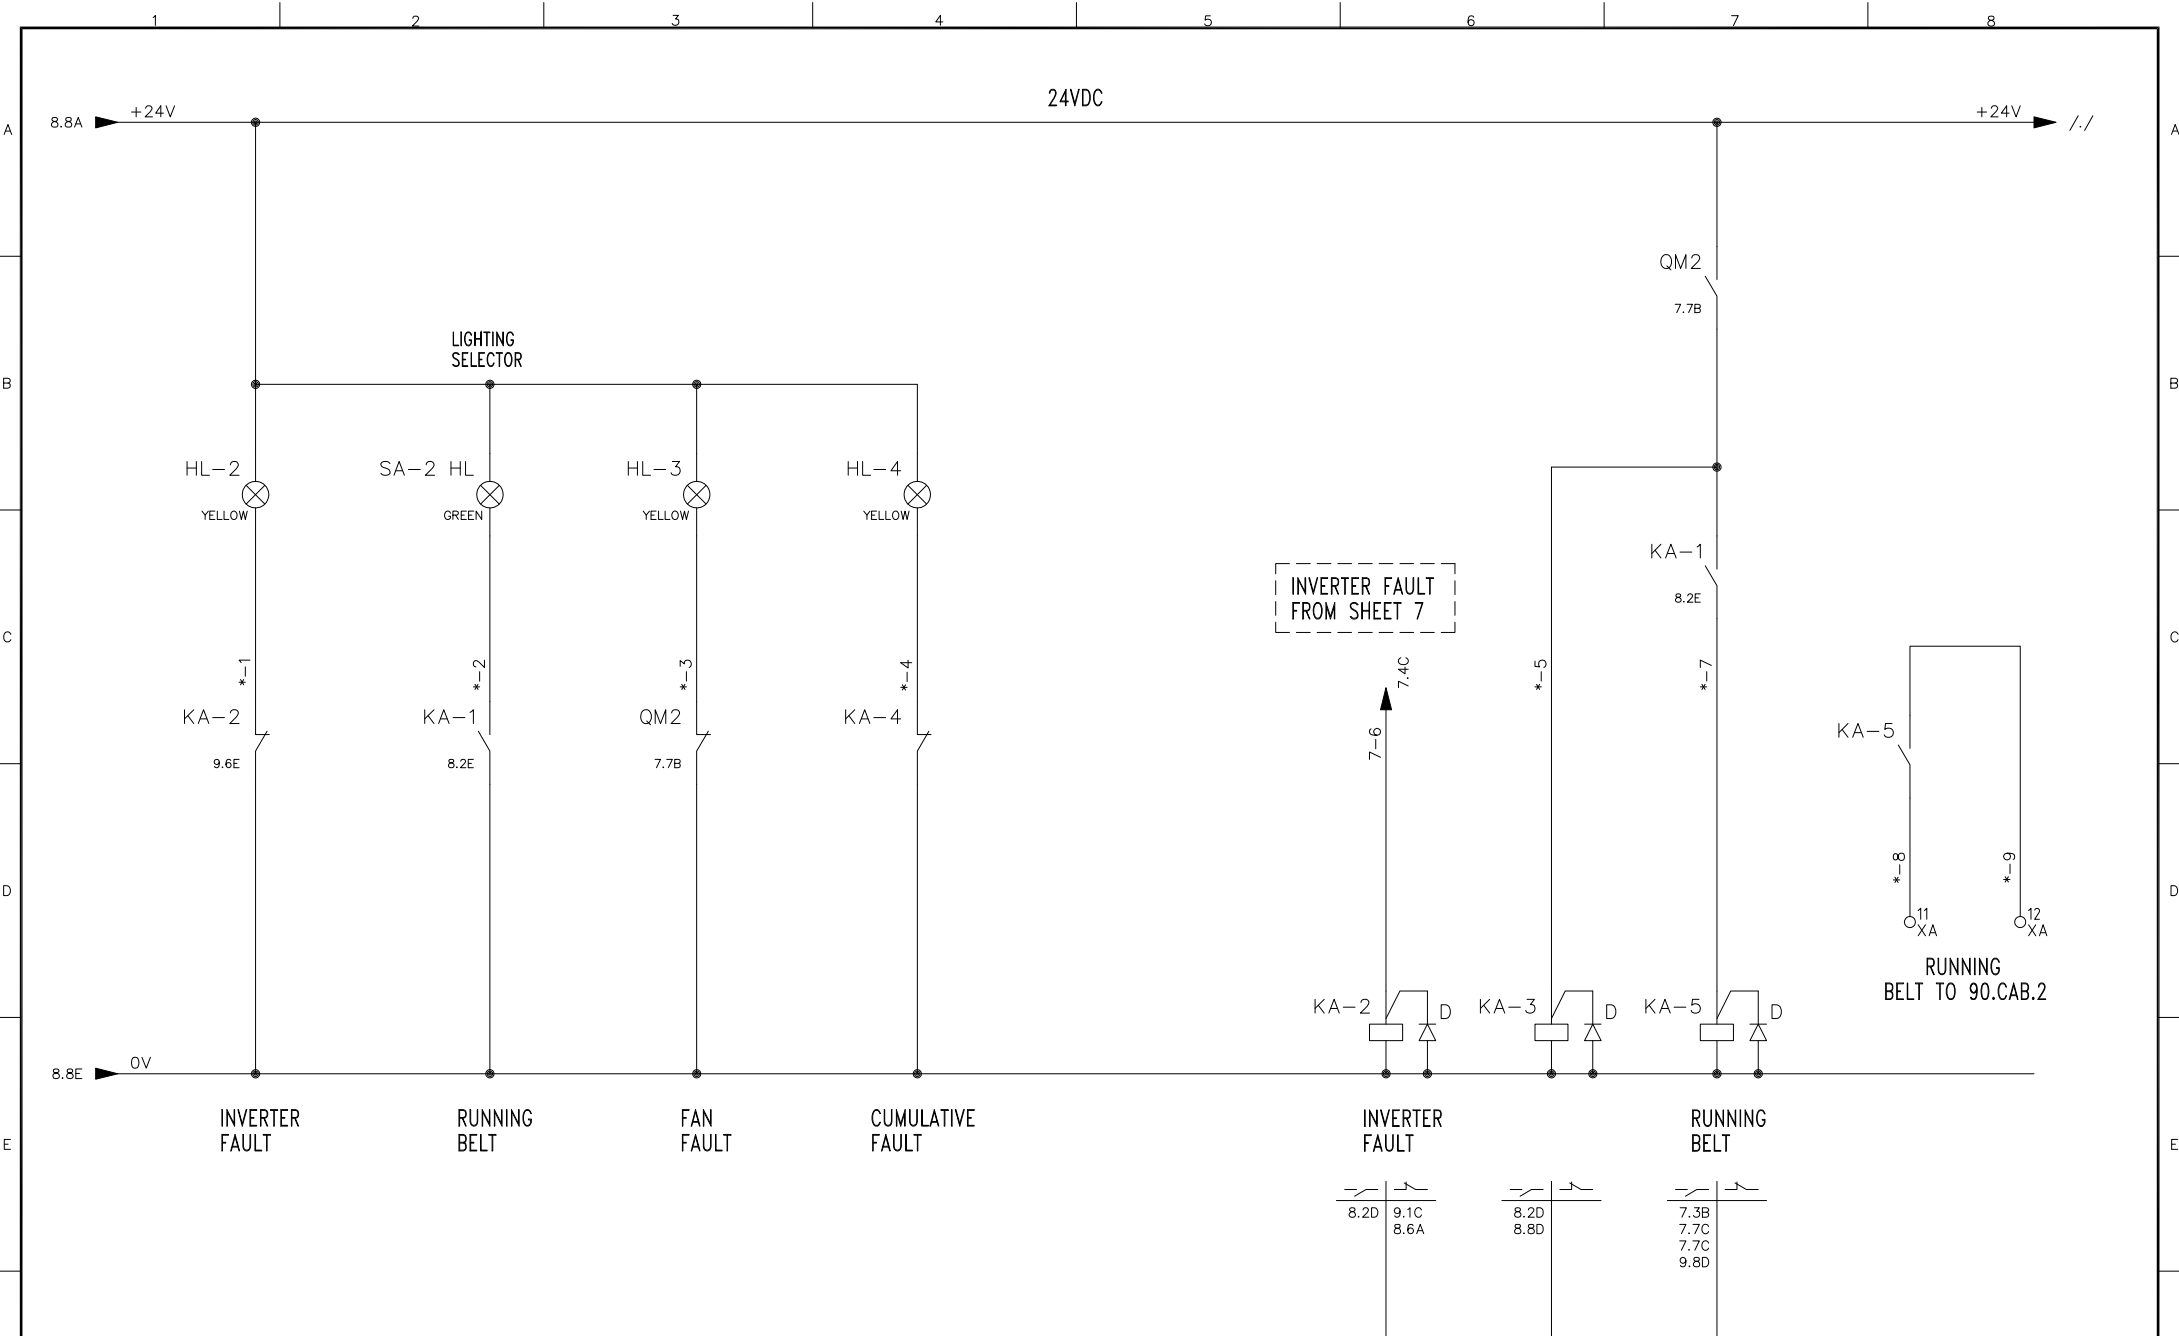 1 2 3 4 5 6 7 8
24VDC
8.8A +24V +24V /./
A A
QM2
7.7B
LIGHTING
SELECTOR
B B
HL-2 SA-2 HL HL-3 HL-4
YELLOW GREEN YELLOW YELLOW
KA-1
8.2E
INVERTER FAULT
FROM SHEET 7
C C
*-1 *-2 *-3 *-4 7.4C *-5 *-7
KA-2 KA-1 QM2 KA-4 7-6 KA-5
9.6E 8.2E 7.7B
*-8 *-9
D D
11 12
XA XA
RUNNING
BELT TO 90.CAB.2
KA-2 D KA-3 D KA-5 D
8.8E 0V
INVERTER RUNNING FAN CUMULATIVE INVERTER RUNNING
FAULT BELT FAULT FAULT FAULT BELT
E E
8.2D 9.1C 8.2D 7.3B
8.6A 8.8D 7.7C
7.7C
9.8D